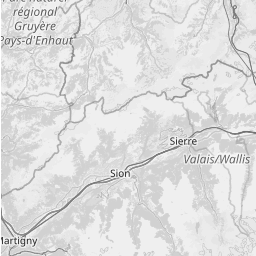 Parc naturel
régional
Gruyère
Pays-d'Enhaut
Sierre
Valais/Wallis
Sion
Martigny